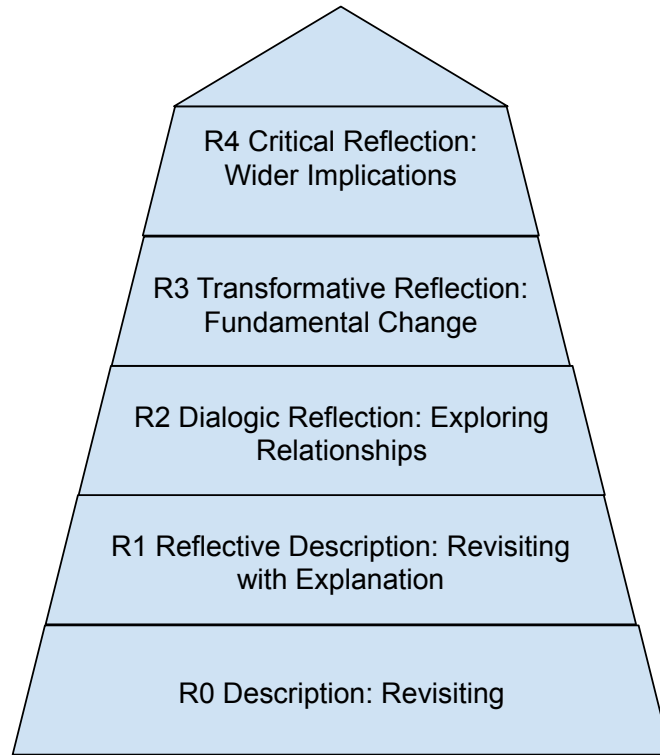 R4 Critical Reflection:
Wider Implications
R3 Transformative Reflection:
Fundamental Change
R2 Dialogic Reflection: Exploring
Relationships
R1 Reflective Description: Revisiting
with Explanation
R0 Description: Revisiting